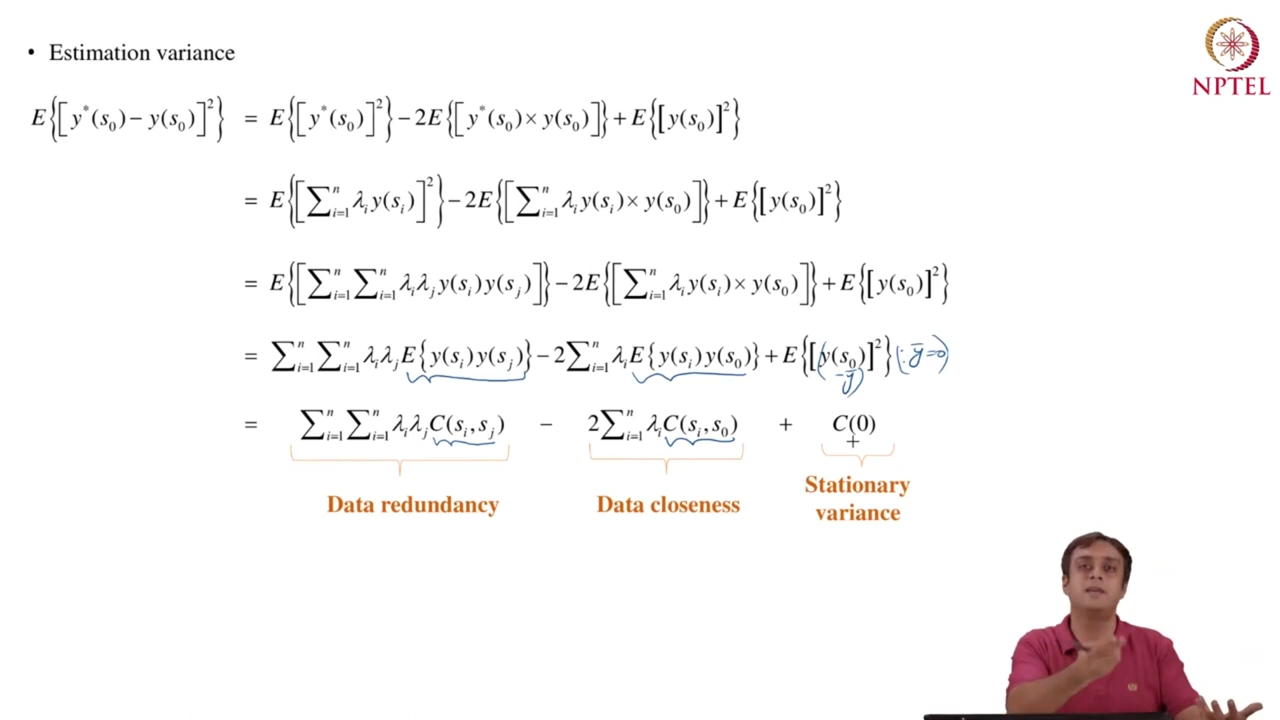 • Estimation variance
NPTEL
E{[y*(s₀) − y(s₀)]²} = E{[y*(s₀)]²} − 2E{[y*(s₀) × y(s₀)]} + E{[y(s₀)]²}
= E{[∑ⁿᵢ₌₁ λᵢy(sᵢ)]²} − 2E{[∑ⁿᵢ₌₁ λᵢy(sᵢ) × y(s₀)]} + E{[y(s₀)]²}
= E{[∑ⁿᵢ₌₁ ∑ⁿᵢ₌₁ λᵢλⱼy(sᵢ)y(sⱼ)]} − 2E{[∑ⁿᵢ₌₁ λᵢy(sᵢ) × y(s₀)]} + E{[y(s₀)]²}
= ∑ⁿᵢ₌₁ ∑ⁿᵢ₌₁ λᵢλⱼE{y(sᵢ)y(sⱼ)} − 2∑ⁿᵢ₌₁ λᵢE{y(sᵢ)y(s₀)} + E{[(y(s₀)]²} (∵ ȳ=0)
−ȳ)
= ∑ⁿᵢ₌₁ ∑ⁿᵢ₌₁ λᵢλⱼC(sᵢ,sⱼ) − 2∑ⁿᵢ₌₁ λᵢC(sᵢ,s₀) + C(0)
Data redundancy Data closeness Stationary variance